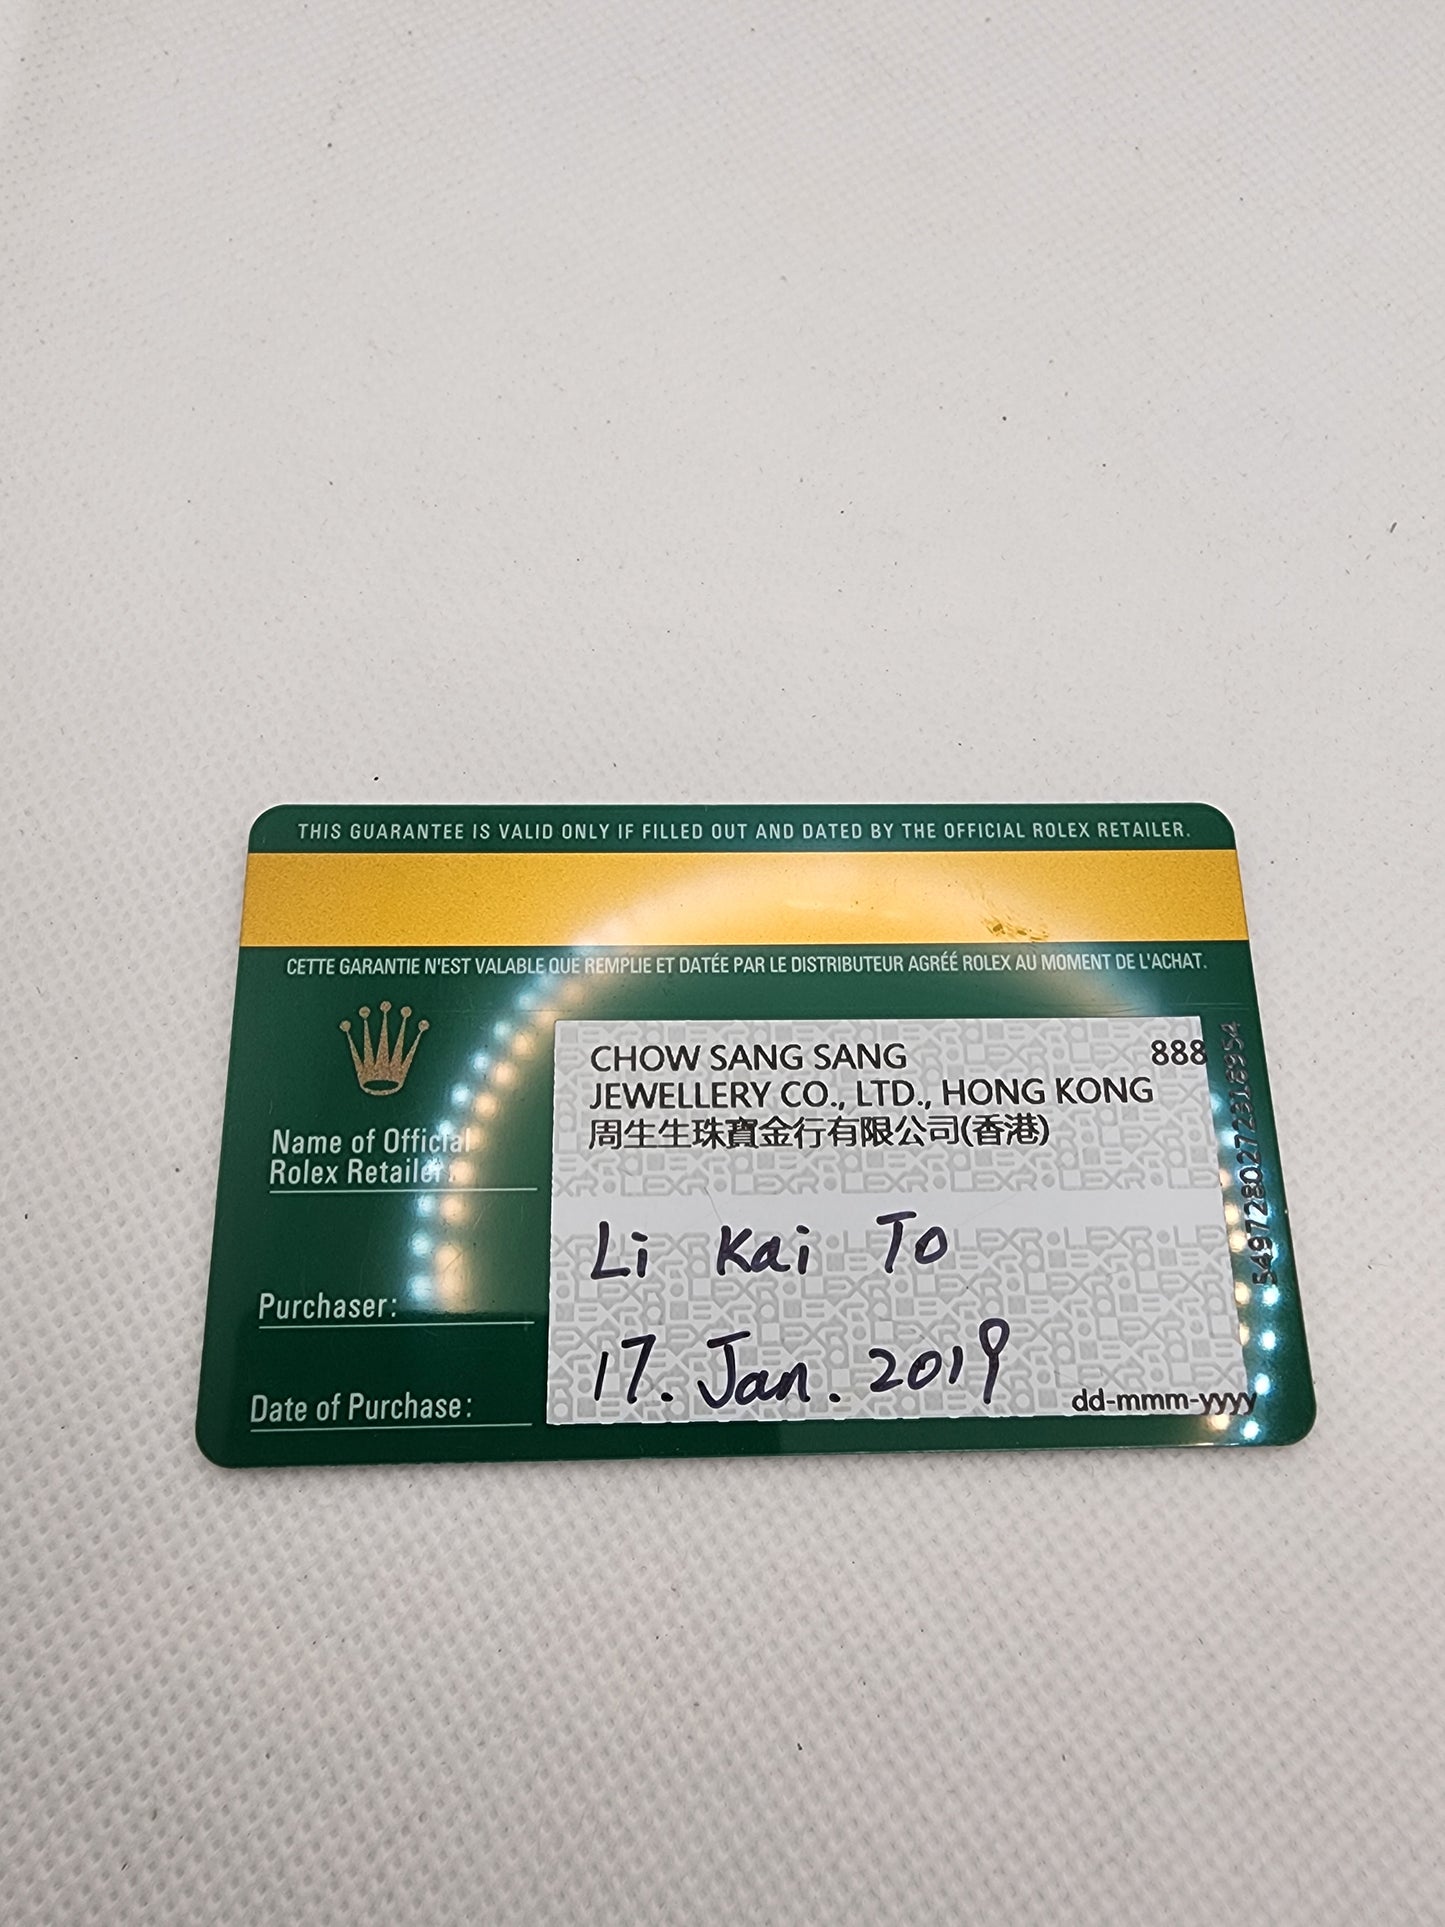 THIS GUARANTEE IS VALID ONLY IF FILLED OUT AND DATED BY THE OFFICIAL ROLEX RETAILER.
CETTE GARANTIE N'EST VALABLE QUE REMPLIE ET DATÉE PAR LE DISTRIBUTEUR AGRÉÉ ROLEX AU MOMENT DE L'ACHAT.
CHOW SANG SANG 888
JEWELLERY CO., LTD., HONG KONG
周生生珠寶金行有限公司(香港)
Name of Official
Rolex Retailer:
Li Kai To
Purchaser:
17. Jan. 2019
Date of Purchase:
dd-mmm-yyyy